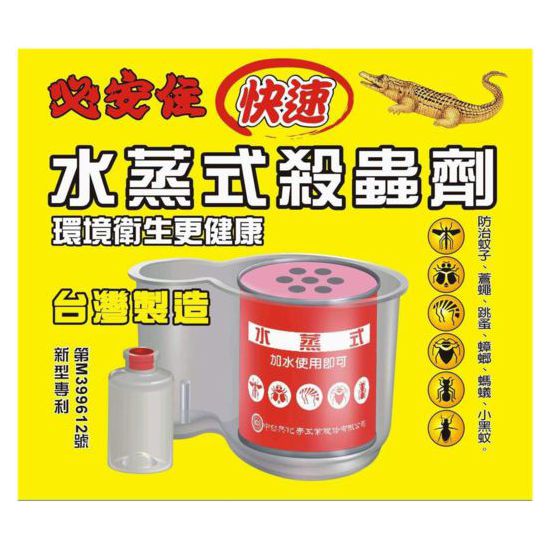 必安住 快速
水蒸式殺蟲劑
環境衛生更健康
台灣製造
新型專利
第M399612號
水蒸式
加水使用即可
防治蚊子、蒼蠅、跳蚤、蟑螂、螞蟻、小黑蚊。